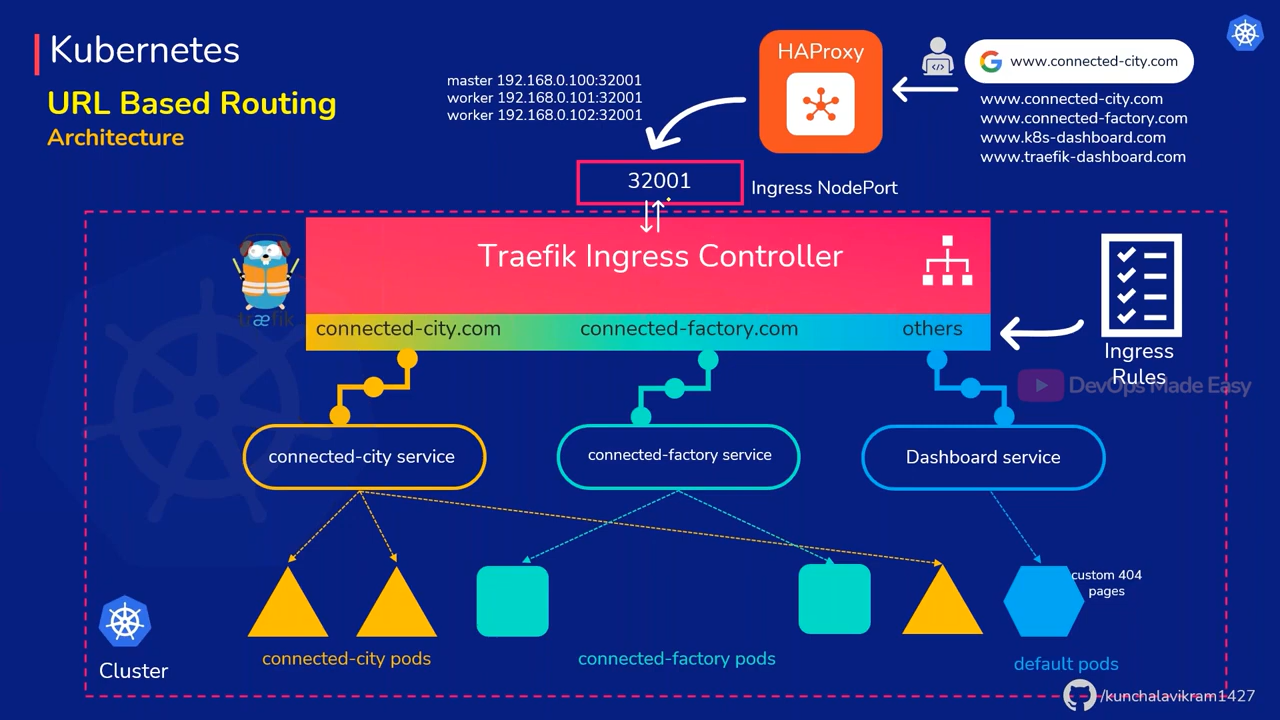 Kubernetes
URL Based Routing
Architecture
master 192.168.0.100:32001
worker 192.168.0.101:32001
worker 192.168.0.102:32001
HAProxy
www.connected-city.com
www.connected-city.com
www.connected-factory.com
www.k8s-dashboard.com
www.traefik-dashboard.com
32001
Ingress NodePort
Traefik Ingress Controller
træfik
connected-city.com
connected-factory.com
others
Ingress
Rules
DevOps Made Easy
connected-city service
connected-factory service
Dashboard service
custom 404
pages
connected-city pods
connected-factory pods
default pods
Cluster
/kunchalavikram1427